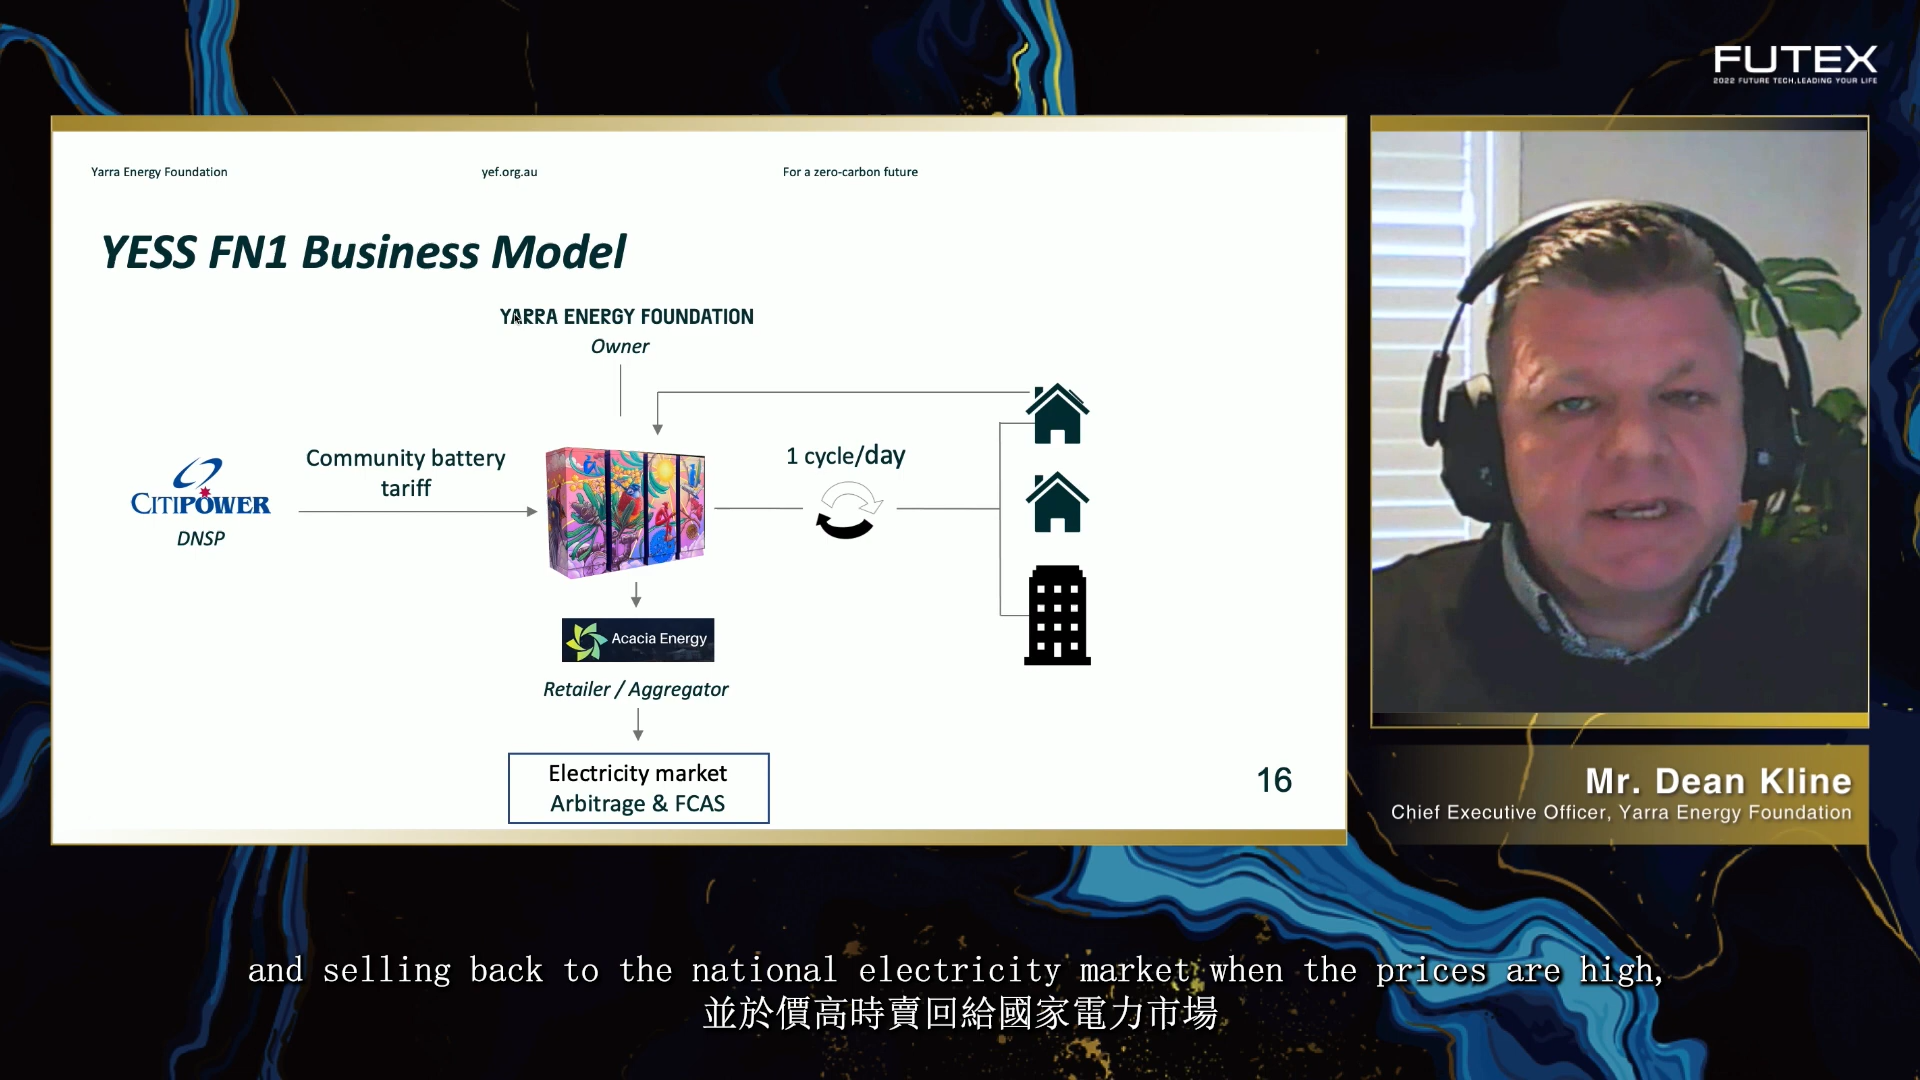 FUTEX
2022 FUTURE TECH,LEADING YOUR LIFE
Yarra Energy Foundation
yef.org.au
For a zero-carbon future
YESS FN1 Business Model
YARRA ENERGY FOUNDATION
Owner
CITIPOWER
DNSP
Community battery
tariff
1 cycle/day
Acacia Energy
Retailer / Aggregator
Electricity market
Arbitrage & FCAS
16
Mr. Dean Kline
Chief Executive Officer, Yarra Energy Foundation
and selling back to the national electricity market when the prices are high,
並於價高時賣回給國家電力市場